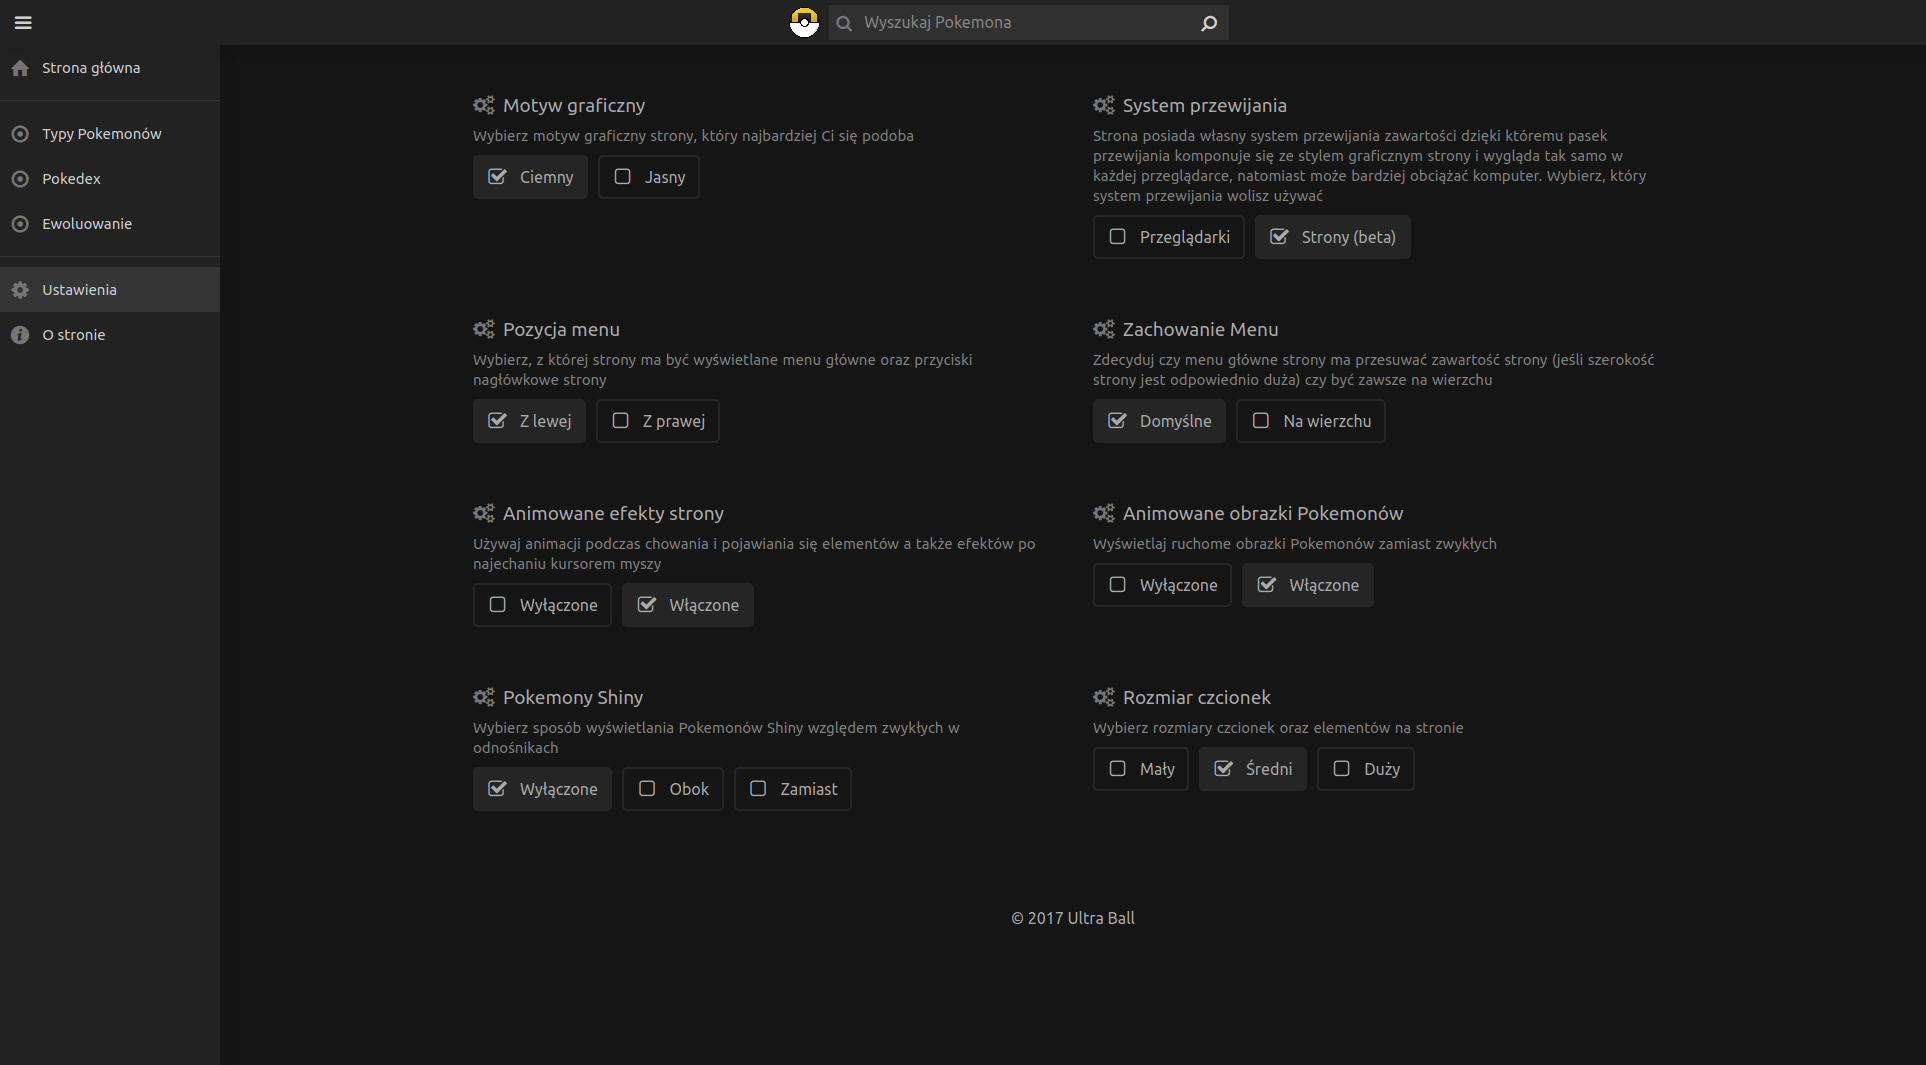 Wyszukaj Pokemona
Strona główna
Typy Pokemonów
Pokedex
Ewoluowanie
Ustawienia
O stronie
Motyw graficzny
Wybierz motyw graficzny strony, który najbardziej Ci się podoba
Ciemny
Jasny
System przewijania
Strona posiada własny system przewijania zawartości dzięki któremu pasek
przewijania komponuje się ze stylem graficznym strony i wygląda tak samo w
każdej przeglądarce, natomiast może bardziej obciążać komputer. Wybierz, który
system przewijania wolisz używać
Przeglądarki
Strony (beta)
Pozycja menu
Wybierz, z której strony ma być wyświetlane menu główne oraz przyciski
nagłówkowe strony
Z lewej
Z prawej
Zachowanie Menu
Zdecyduj czy menu główne strony ma przesuwać zawartość strony (jeśli szerokość
strony jest odpowiednio duża) czy być zawsze na wierzchu
Domyślne
Na wierzchu
Animowane efekty strony
Używaj animacji podczas chowania i pojawiania się elementów a także efektów po
najechaniu kursorem myszy
Wyłączone
Włączone
Animowane obrazki Pokemonów
Wyświetlaj ruchome obrazki Pokemonów zamiast zwykłych
Wyłączone
Włączone
Pokemony Shiny
Wybierz sposób wyświetlania Pokemonów Shiny względem zwykłych w
odnośnikach
Wyłączone
Obok
Zamiast
Rozmiar czcionek
Wybierz rozmiary czcionek oraz elementów na stronie
Mały
Średni
Duży
© 2017 Ultra Ball